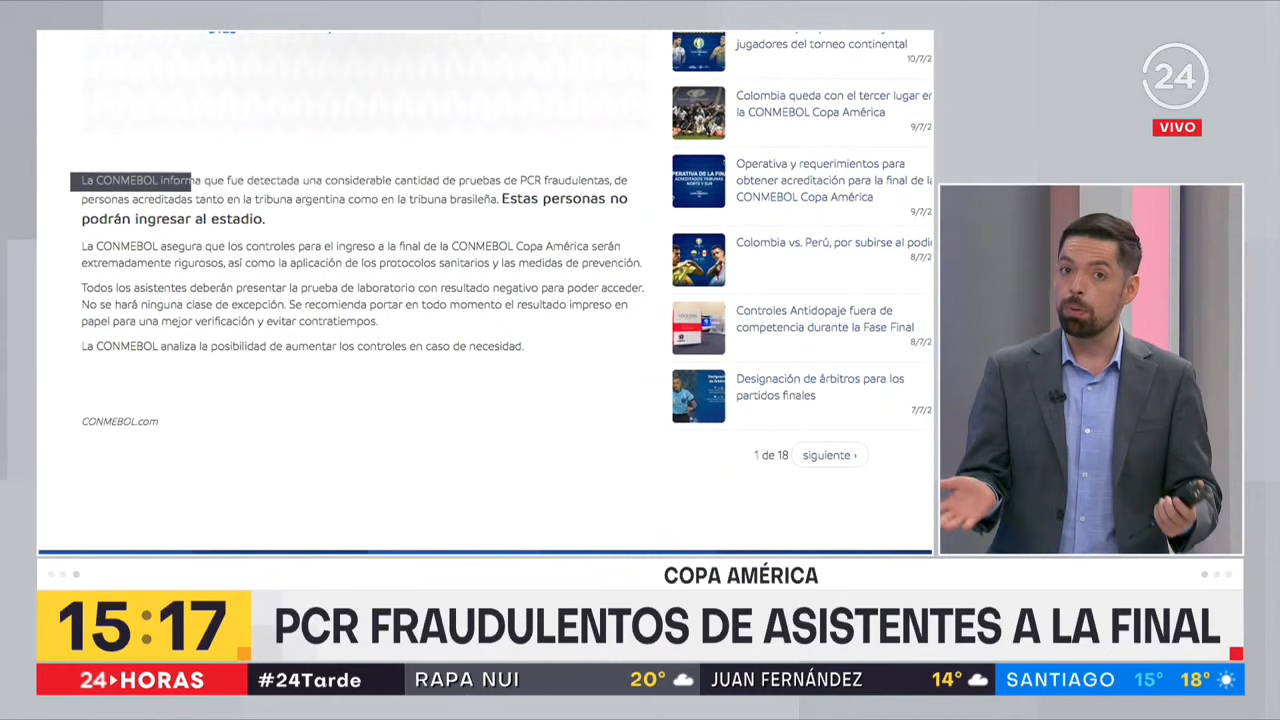 La CONMEBOL informa que fue detectada una considerable cantidad de pruebas de PCR fraudulentas, de
personas acreditadas tanto en la tribuna argentina como en la tribuna brasileña. Estas personas no
podrán ingresar al estadio.
La CONMEBOL asegura que los controles para el ingreso a la final de la CONMEBOL Copa América serán
extremadamente rigurosos, así como la aplicación de los protocolos sanitarios y las medidas de prevención.
Todos los asistentes deberán presentar la prueba de laboratorio con resultado negativo para poder acceder.
No se hará ninguna clase de excepción. Se recomienda portar en todo momento el resultado impreso en
papel para una mejor verificación y evitar contratiempos.
La CONMEBOL analiza la posibilidad de aumentar los controles en caso de necesidad.
CONMEBOL.com
jugadores del torneo continental
10/7/2
Colombia queda con el tercer lugar en
la CONMEBOL Copa América
9/7/2
Operativa y requerimientos para
obtener acreditación para la final de la
CONMEBOL Copa América
9/7/2
Colombia vs. Perú, por subirse al podi
8/7/2
Controles Antidopaje fuera de
competencia durante la Fase Final
8/7/2
Designación de árbitros para los
partidos finales
7/7/2
1 de 18 siguiente ›
24
VIVO
COPA AMÉRICA
15:17
PCR FRAUDULENTOS DE ASISTENTES A LA FINAL
24 HORAS #24Tarde RAPA NUI 20° JUAN FERNÁNDEZ 14° SANTIAGO 15° 18°